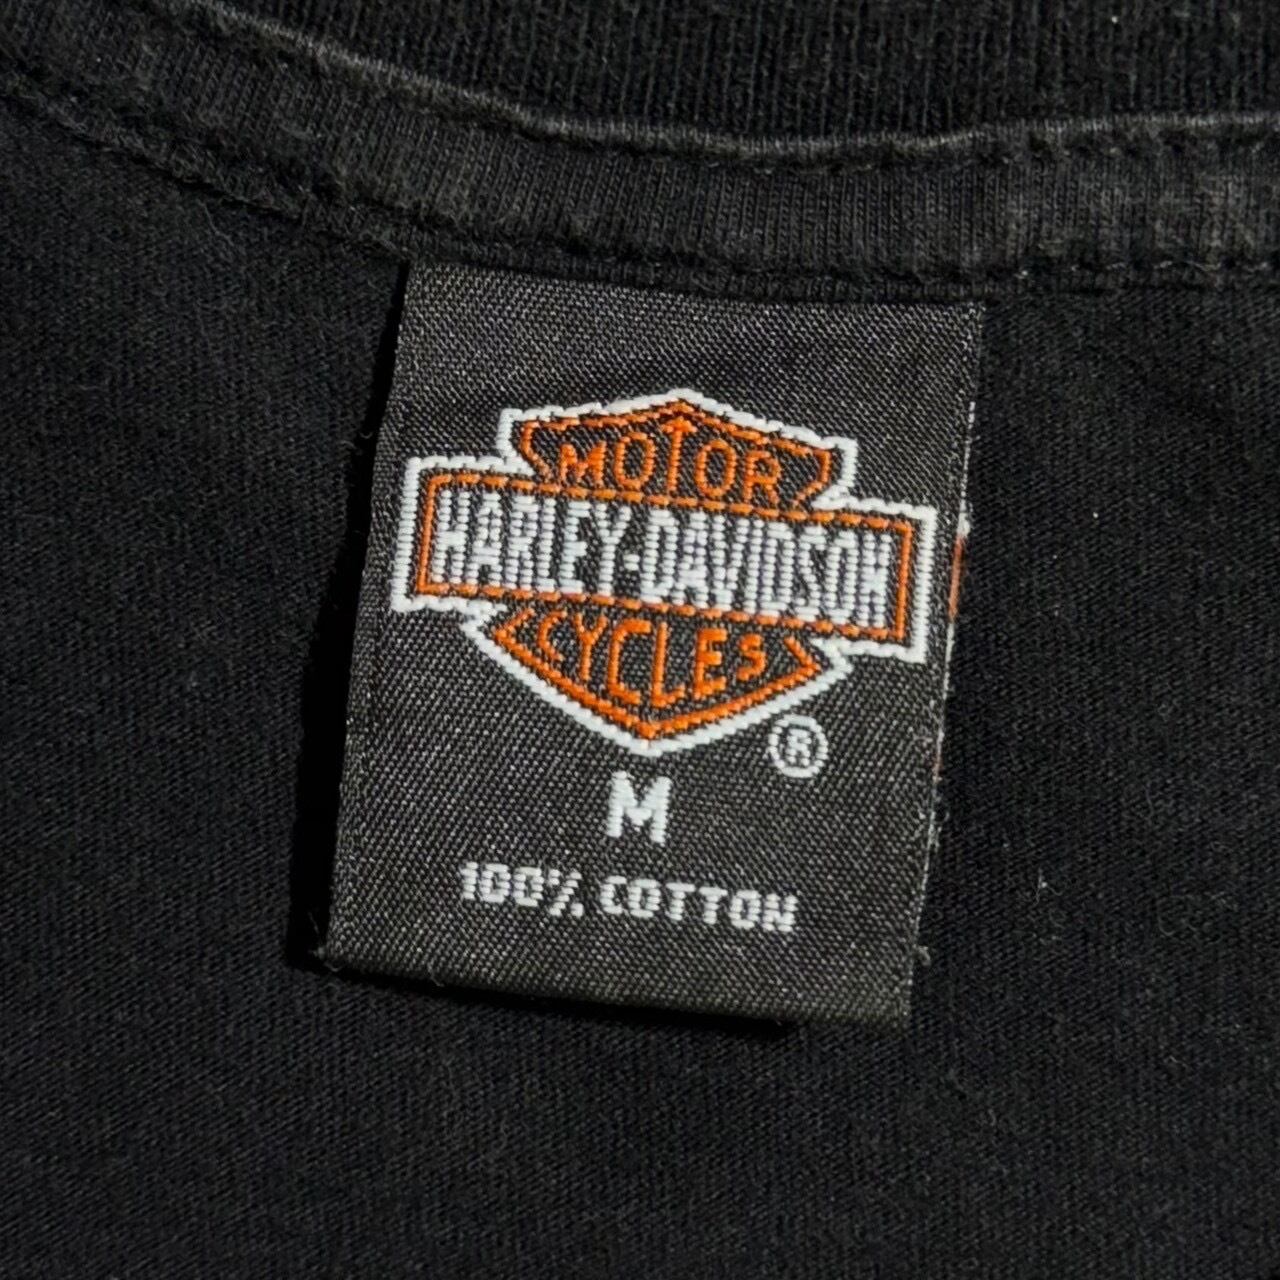 MOTOR
HARLEY-DAVIDSON
CYCLES
®
M
100% COTTON